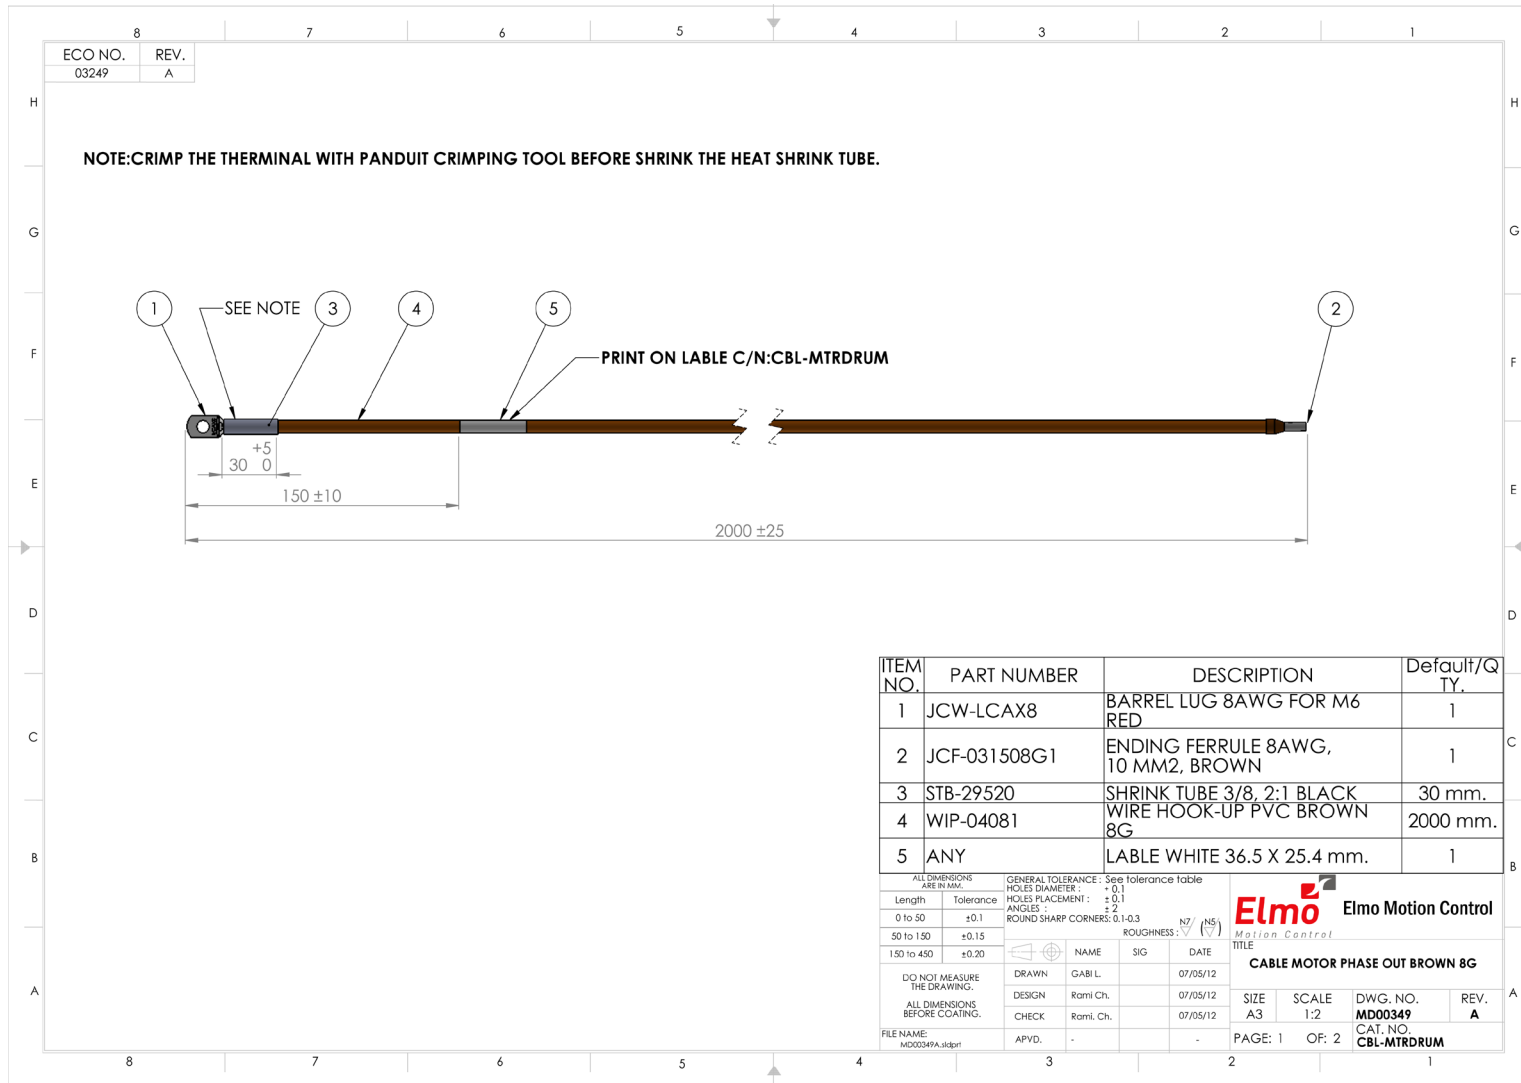 8 7 6 5 4 3 2 1
ECO NO. REV.
03249 A
H H
NOTE:CRIMP THE THERMINAL WITH PANDUIT CRIMPING TOOL BEFORE SHRINK THE HEAT SHRINK TUBE.
G G
1 SEE NOTE 3 4 5 2
F F
PRINT ON LABLE C/N:CBL-MTRDRUM
+5
30 0
E E
150 ±10
2000 ±25
D D
ITEM NO. PART NUMBER DESCRIPTION Default/Q TY.
1 JCW-LCAX8 BARREL LUG 8AWG FOR M6 RED 1
C C
2 JCF-031508G1 ENDING FERRULE 8AWG, 10 MM2, BROWN 1
3 STB-29520 SHRINK TUBE 3/8, 2:1 BLACK 30 mm.
4 WIP-04081 WIRE HOOK-UP PVC BROWN 8G 2000 mm.
B B
5 ANY LABLE WHITE 36.5 X 25.4 mm. 1
ALL DIMENSIONS
ARE IN MM.
Length Tolerance
0 to 50 ±0.1
50 to 150 ±0.15
150 to 450 ±0.20
DO NOT MEASURE
THE DRAWING.
ALL DIMENSIONS
BEFORE COATING.
FILE NAME:
MD00349A.sldprt
GENERAL TOLERANCE : See tolerance table
HOLES DIAMETER : + 0.1
HOLES PLACEMENT : ± 0.1
ANGLES : ± 2
ROUND SHARP CORNERS: 0.1-0.3
ROUGHNESS : N7 (N5)
NAME SIG DATE
DRAWN GABI L. 07/05/12
DESIGN Rami Ch. 07/05/12
CHECK Rami. Ch. 07/05/12
APVD. - -
Elmo
Motion Control
Elmo Motion Control
TITLE
CABLE MOTOR PHASE OUT BROWN 8G
A A
SIZE SCALE DWG. NO. REV.
A3 1:2 MD00349 A
PAGE: 1 OF: 2 CAT. NO.
CBL-MTRDRUM
8 7 6 5 4 3 2 1